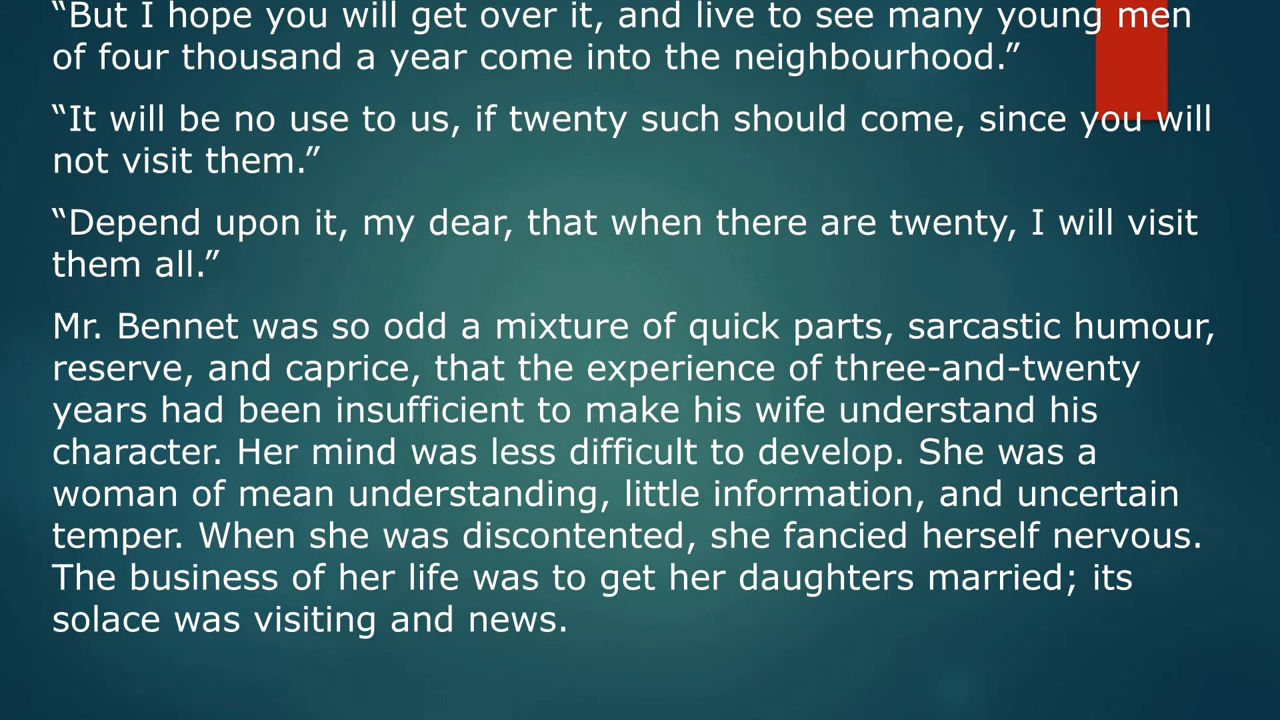 “But I hope you will get over it, and live to see many young men
of four thousand a year come into the neighbourhood.”
“It will be no use to us, if twenty such should come, since you will
not visit them.”
“Depend upon it, my dear, that when there are twenty, I will visit
them all.”
Mr. Bennet was so odd a mixture of quick parts, sarcastic humour,
reserve, and caprice, that the experience of three-and-twenty
years had been insufficient to make his wife understand his
character. Her mind was less difficult to develop. She was a
woman of mean understanding, little information, and uncertain
temper. When she was discontented, she fancied herself nervous.
The business of her life was to get her daughters married; its
solace was visiting and news.